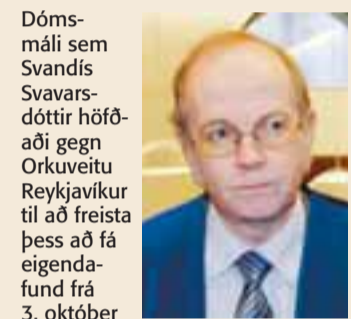 Dóms-
máli sem
Svandís
Svavars-
dóttir höfð-
aði gegn
Orkuveitu
Reykjavíkur
til að freista
þess að fá
eigenda-
fund frá
3. október